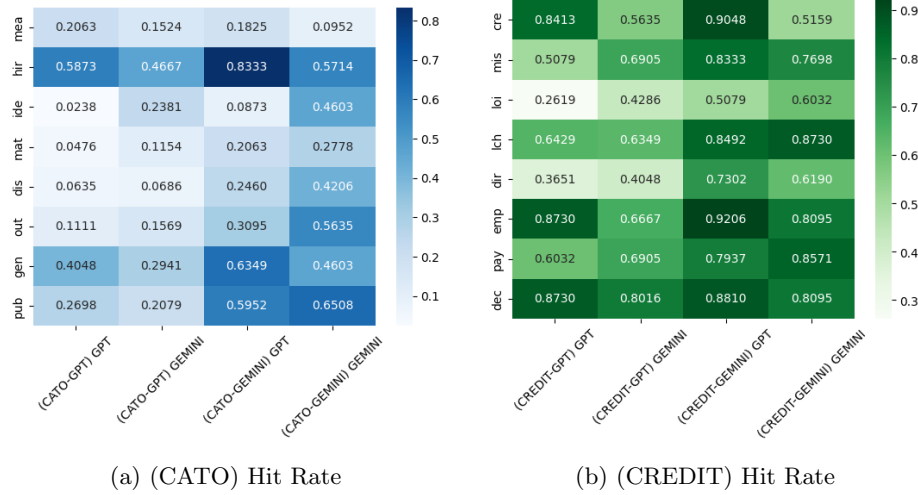 mea 0.2063 0.1524 0.1825 0.0952
hir 0.5873 0.4667 0.8333 0.5714
ide 0.0238 0.2381 0.0873 0.4603
mat 0.0476 0.1154 0.2063 0.2778
dis 0.0635 0.0686 0.2460 0.4206
out 0.1111 0.1569 0.3095 0.5635
gen 0.4048 0.2941 0.6349 0.4603
pub 0.2698 0.2079 0.5952 0.6508
(CATO-GPT) GPT
(CATO-GPT) GEMINI
(CATO-GEMINI) GPT
(CATO-GEMINI) GEMINI
0.8
0.7
0.6
0.5
0.4
0.3
0.2
0.1
(a) (CATO) Hit Rate
cre 0.8413 0.5635 0.9048 0.5159
mis 0.5079 0.6905 0.8333 0.7698
loi 0.2619 0.4286 0.5079 0.6032
lch 0.6429 0.6349 0.8492 0.8730
dir 0.3651 0.4048 0.7302 0.6190
emp 0.8730 0.6667 0.9206 0.8095
pay 0.6032 0.6905 0.7937 0.8571
dec 0.8730 0.8016 0.8810 0.8095
(CREDIT-GPT) GPT
(CREDIT-GPT) GEMINI
(CREDIT-GEMINI) GPT
(CREDIT-GEMINI) GEMINI
0.9
0.8
0.7
0.6
0.5
0.4
0.3
(b) (CREDIT) Hit Rate